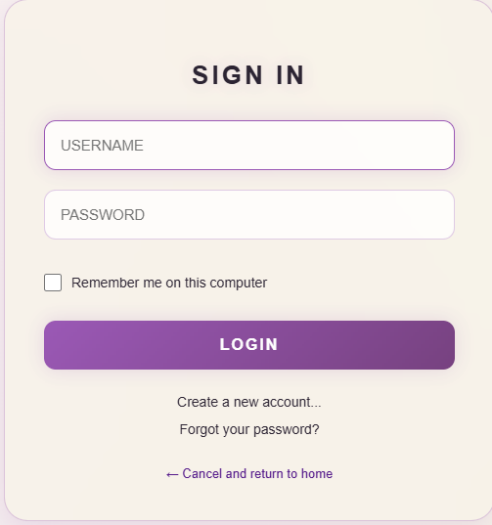 SIGN IN
USERNAME
PASSWORD
Remember me on this computer
LOGIN
Create a new account...
Forgot your password?
← Cancel and return to home